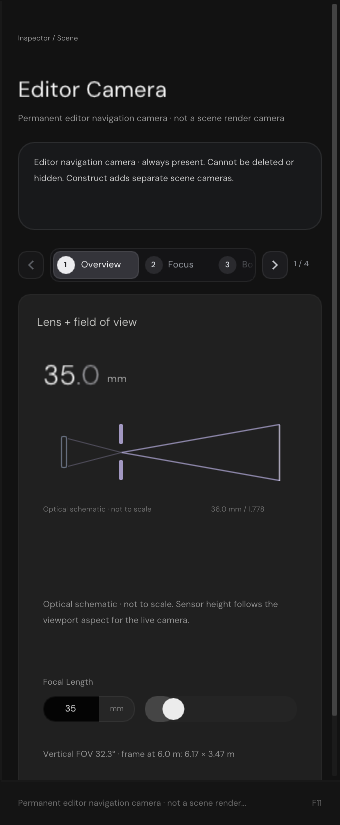 Inspector / Scene
Editor Camera
Permanent editor navigation camera · not a scene render camera
Editor navigation camera · always present. Cannot be deleted or
hidden. Construct adds separate scene cameras.
1 Overview 2 Focus 3 Bo 1 / 4
Lens + field of view
35.0 mm
Optical schematic · not to scale 36.0 mm / 1.778
Optical schematic · not to scale. Sensor height follows the
viewport aspect for the live camera.
Focal Length
35 mm
Vertical FOV 32.3° · frame at 6.0 m: 6.17 × 3.47 m
Permanent editor navigation camera · not a scene render... F11